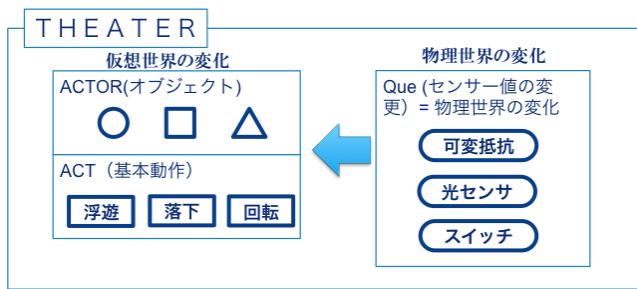 THEATER
仮想世界の変化
ACTOR(オブジェクト)
ACT（基本動作）
浮遊
落下
回転
物理世界の変化
Que (センサー値の変
更）= 物理世界の変化
可変抵抗
光センサ
スイッチ